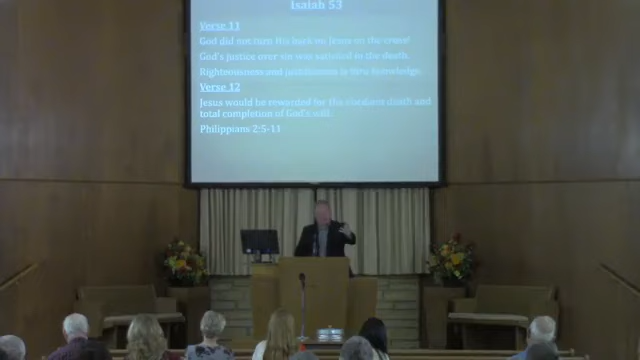 Isaiah 53
Verse 11
God did not turn His back on Jesus on the cross!
God's justice over sin was satisfied in the death.
Righteousness and justification is thru knowledge.
Verse 12
Jesus would be rewarded for the obedient death and
total completion of God's will.
Philippians 2:5-11